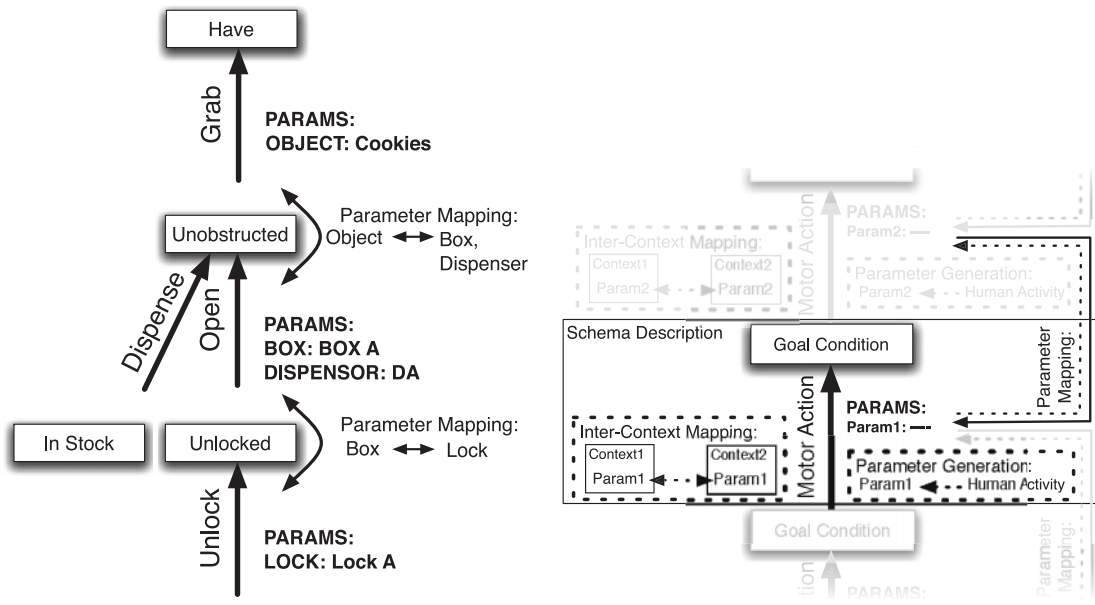 Have
Grab
PARAMS:
OBJECT: Cookies
Parameter Mapping:
Object
Box,
Dispenser
Unobstructed
Dispense
Open
PARAMS:
BOX: BOX A
DISPENSOR: DA
In Stock
Unlocked
Parameter Mapping:
Box
Lock
Unlock
PARAMS:
LOCK: Lock A
Motor Action
PARAMS:
Param2: —
Inter-Context Mapping:
Context1
Param2
Context2
Param2
Parameter Generation:
Param2
Human Activity
Schema Description
Goal Condition
Parameter
Mapping:
Motor Action
PARAMS:
Param1: —-
Inter-Context Mapping:
Context1
Param1
Context2
Param1
Parameter Generation:
Param1
Human Activity
Goal Condition
PARAMS:
Parameter
Mapping: